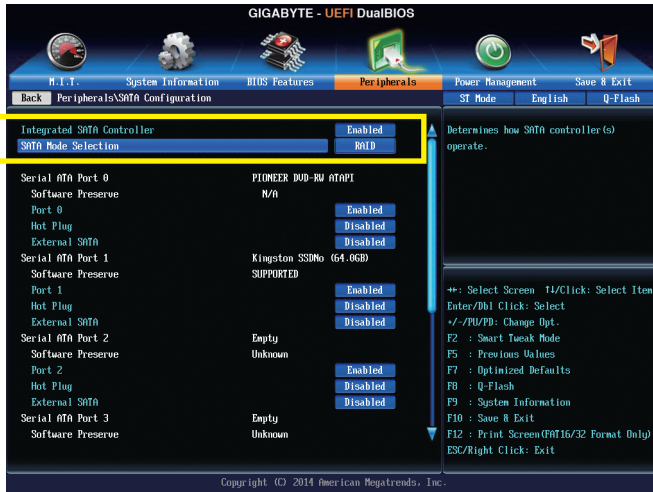 GIGABYTE - UEFI DualBIOS
M.I.T. System Information BIOS Features Peripherals Power Management Save & Exit
Back Peripherals\SATA Configuration ST Mode English Q-Flash
Integrated SATA Controller Enabled
SATA Mode Selection RAID
Determines how SATA controller(s)
operate.
Serial ATA Port 0 PIONEER DVD-RW ATAPI
Software Preserve N/A
Port 0 Enabled
Hot Plug Disabled
External SATA Disabled
Serial ATA Port 1 Kingston SSDNo (64.0GB)
Software Preserve SUPPORTED
Port 1 Enabled
Hot Plug Disabled
External SATA Disabled
Serial ATA Port 2 Empty
Software Preserve Unknown
Port 2 Enabled
Hot Plug Disabled
External SATA Disabled
Serial ATA Port 3 Empty
Software Preserve Unknown
→←: Select Screen ↑↓/Click: Select Item
Enter/Dbl Click: Select
+/-/PU/PD: Change Opt.
F2 : Smart Tweak Mode
F5 : Previous Values
F7 : Optimized Defaults
F8 : Q-Flash
F9 : System Information
F10 : Save & Exit
F12 : Print Screen(FAT16/32 Format Only)
ESC/Right Click: Exit
Copyright (C) 2014 American Megatrends, Inc.